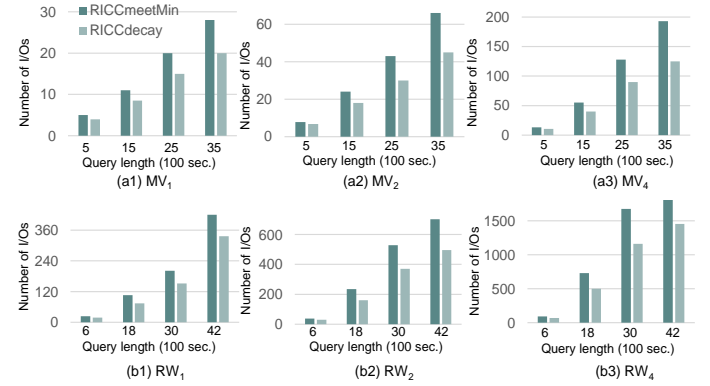 RICCmeetMin
RICCdecay
Number of I/Os
30
20
10
0
5 15 25 35
Query length (100 sec.)
(a1) MV1
Number of I/Os
60
40
20
0
5 15 25 35
Query length (100 sec.)
(a2) MV2
Number of I/Os
200
150
100
50
0
5 15 25 35
Query length (100 sec.)
(a3) MV4
Number of I/Os
360
240
120
0
6 18 30 42
Query length (100 sec.)
(b1) RW1
Number of I/Os
600
400
200
0
6 18 30 42
Query length (100 sec.)
(b2) RW2
Number of I/Os
1500
1000
500
0
6 18 30 42
Query length (100 sec.)
(b3) RW4